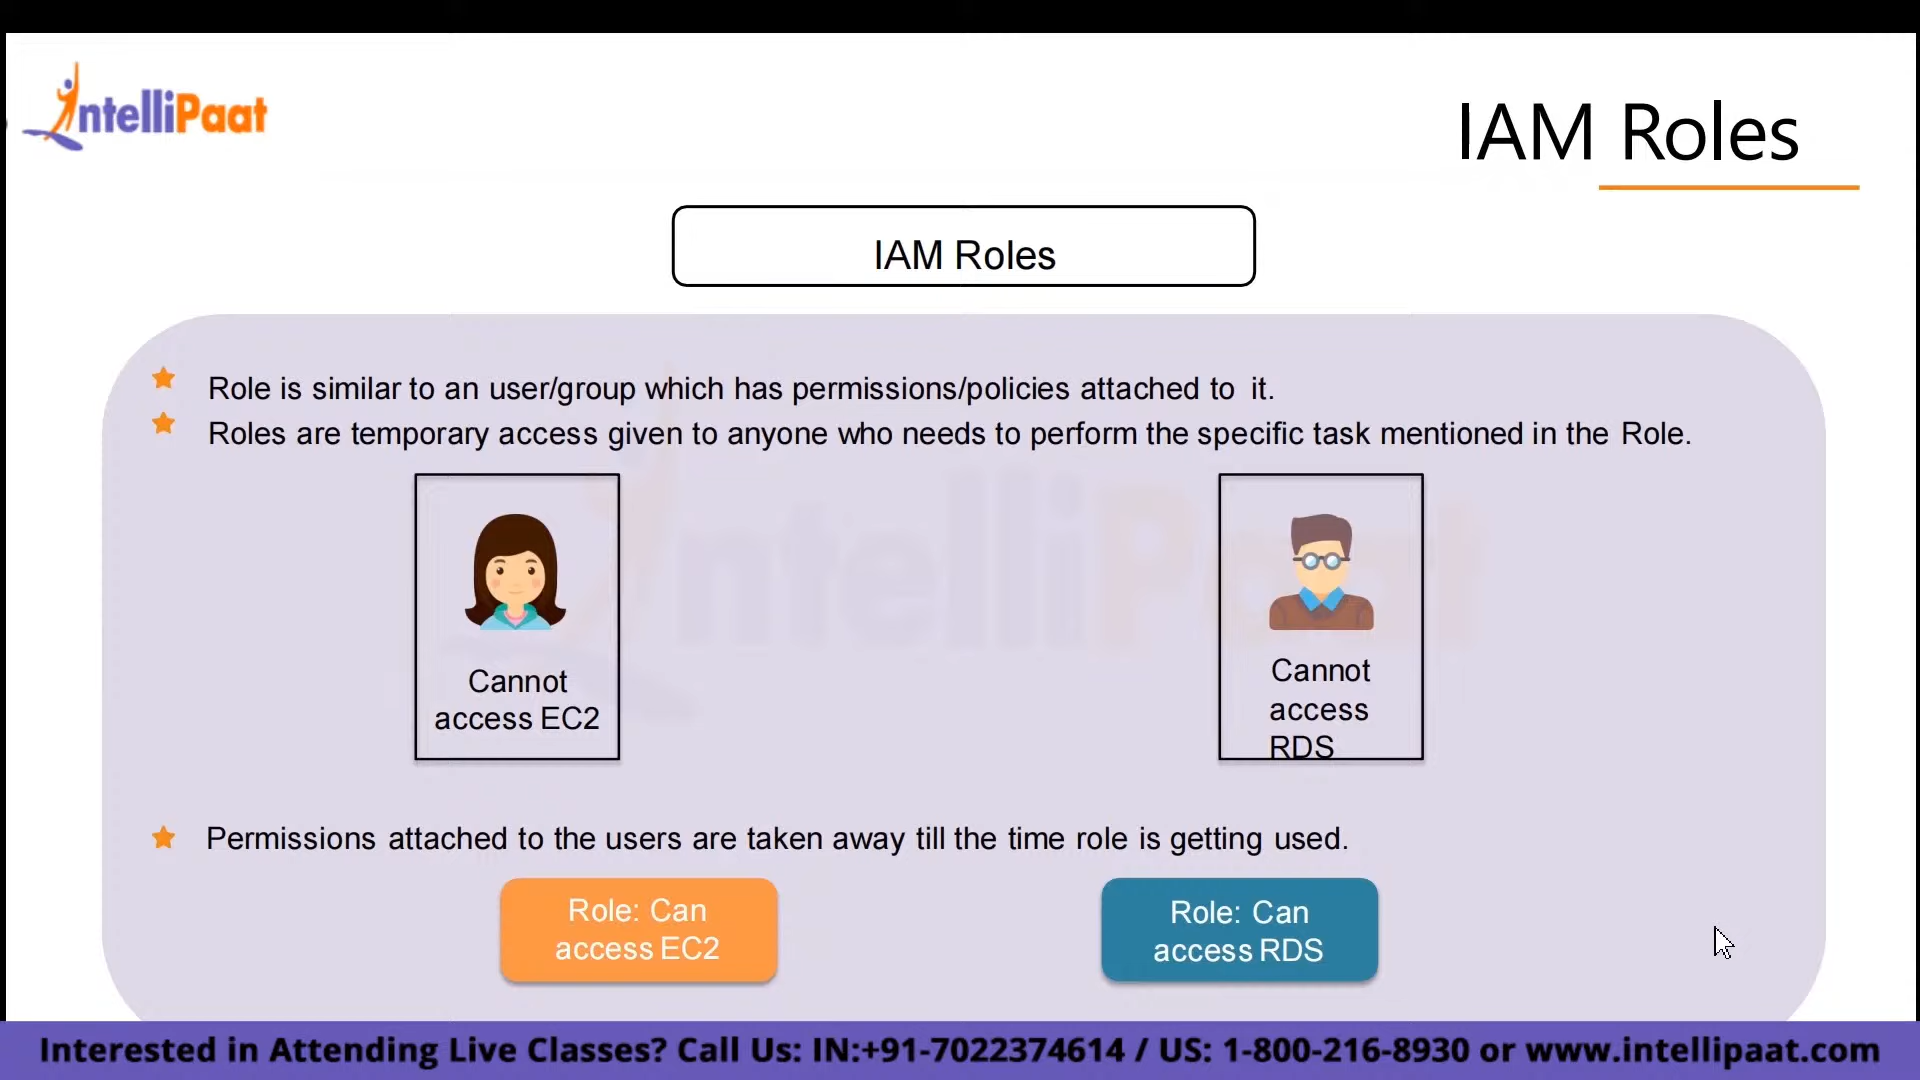 IntelliPaat
IAM Roles
IAM Roles
Role is similar to an user/group which has permissions/policies attached to it.
Roles are temporary access given to anyone who needs to perform the specific task mentioned in the Role.
IntelliPaat
Cannot
access EC2
Cannot
access
RDS
Permissions attached to the users are taken away till the time role is getting used.
Role: Can
access EC2
Role: Can
access RDS
Interested in Attending Live Classes? Call Us: IN:+91-7022374614 / US: 1-800-216-8930 or www.intellipaat.com